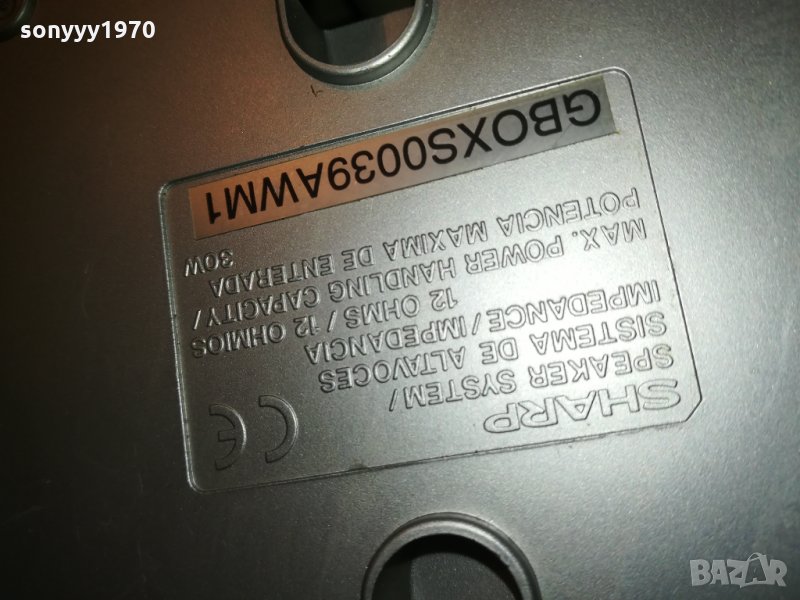 sonyyy1970
SHARP
SPEAKER SYSTEM/
SISTEMA DE ALTAVOCES
IMPEDANCE/IMPEDANCIA
12 OHMS / 12 OHMIOS
MAX. POWER HANDLING CAPACITY/
POTENCIA MAXIMA DE ENTERADA
30W
CE
GBOXS0039AWM1
BAZAR